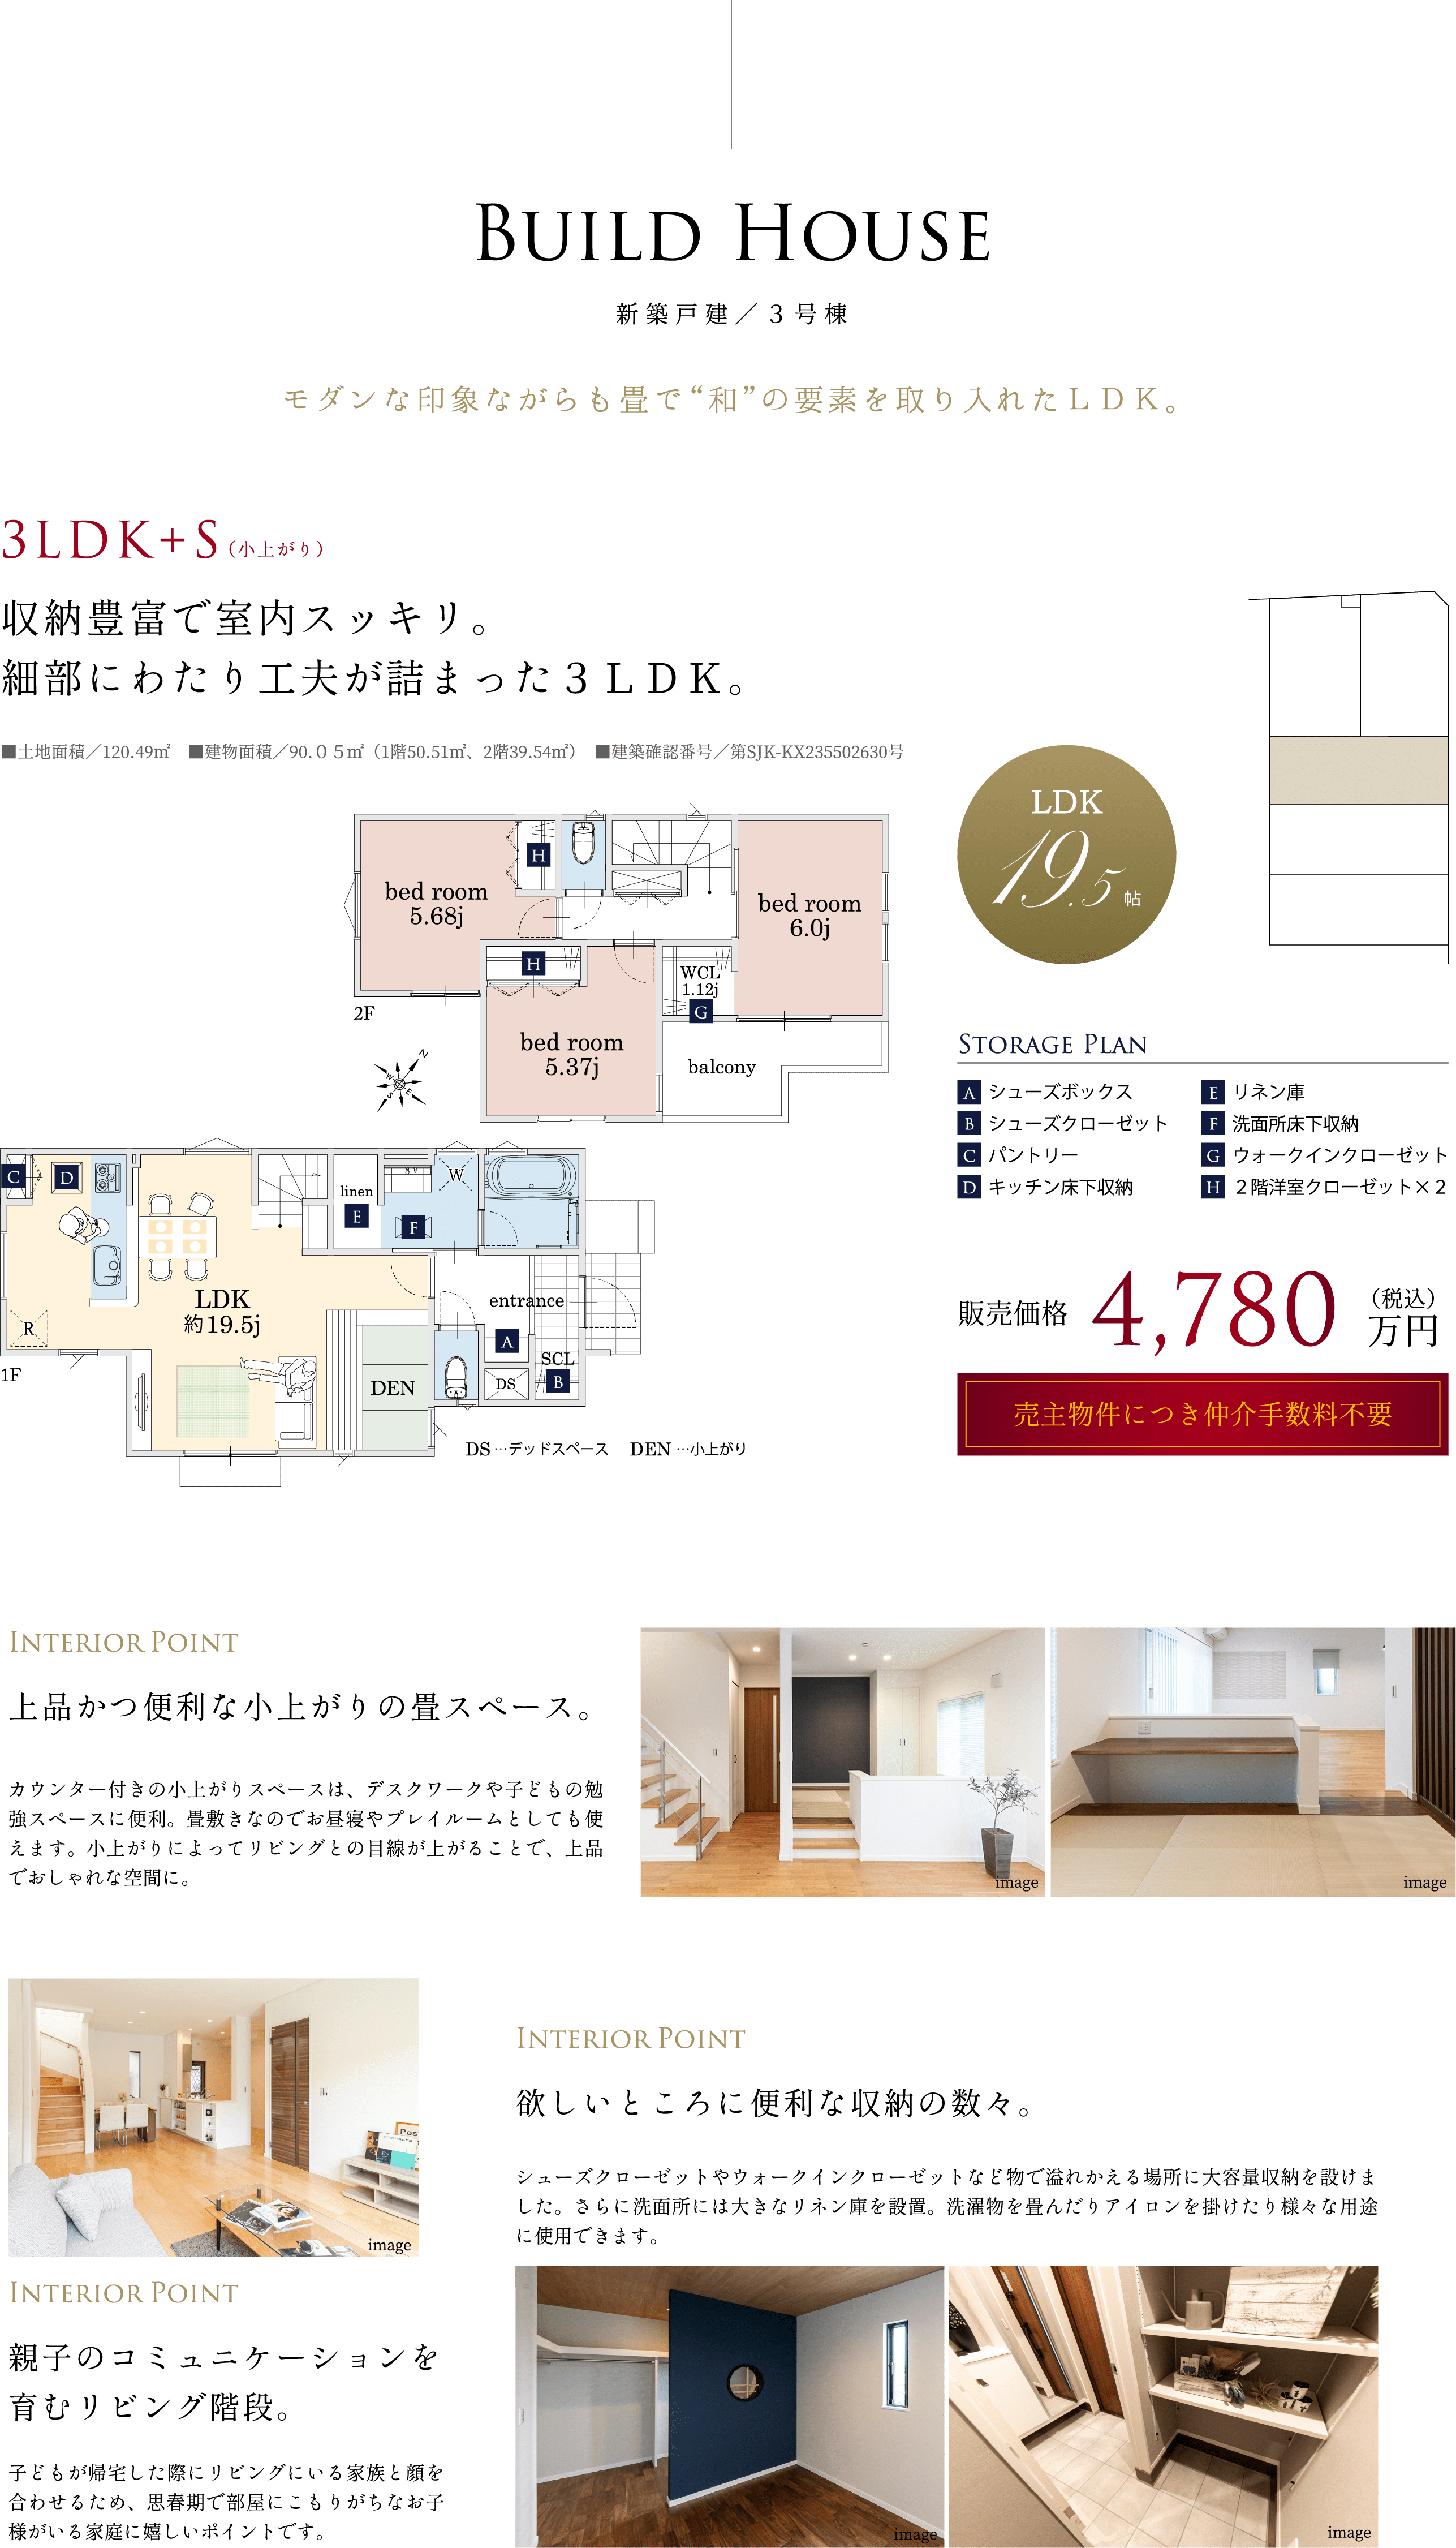 BUILD HOUSE
新築戸建／３号棟
モダンな印象ながらも畳で“和”の要素を取り入れたＬＤＫ。
3LDK+S（小上がり）
収納豊富で室内スッキリ。
細部にわたり工夫が詰まった３ＬＤＫ。
■土地面積／120.49㎡　■建物面積／90.０５㎡（1階50.51㎡、2階39.54㎡）　■建築確認番号／第SJK-KX235502630号
LDK
19.5帖
H
bed room
5.68j
bed room
6.0j
H
WCL
1.12j
G
2F
bed room
5.37j
balcony
N
W
E
S
C
D
linen
E
F
W
LDK
約19.5j
entrance
R
A
SCL
B
DS
DEN
1F
DS…デッドスペース　DEN…小上がり
STORAGE PLAN
A シューズボックス
B シューズクローゼット
C パントリー
D キッチン床下収納
E リネン庫
F 洗面所床下収納
G ウォークインクローゼット
H ２階洋室クローゼット×２
販売価格 4,780（税込）万円
売主物件につき仲介手数料不要
INTERIOR POINT
上品かつ便利な小上がりの畳スペース。
カウンター付きの小上がりスペースは、デスクワークや子どもの勉
強スペースに便利。畳敷きなのでお昼寝やプレイルームとしても使
えます。小上がりによってリビングとの目線が上がることで、上品
でおしゃれな空間に。
image
image
Pos
image
INTERIOR POINT
親子のコミュニケーションを
育むリビング階段。
子どもが帰宅した際にリビングにいる家族と顔を
合わせるため、思春期で部屋にこもりがちなお子
様がいる家庭に嬉しいポイントです。
INTERIOR POINT
欲しいところに便利な収納の数々。
シューズクローゼットやウォークインクローゼットなど物で溢れかえる場所に大容量収納を設けま
した。さらに洗面所には大きなリネン庫を設置。洗濯物を畳んだりアイロンを掛けたり様々な用途
に使用できます。
image
image